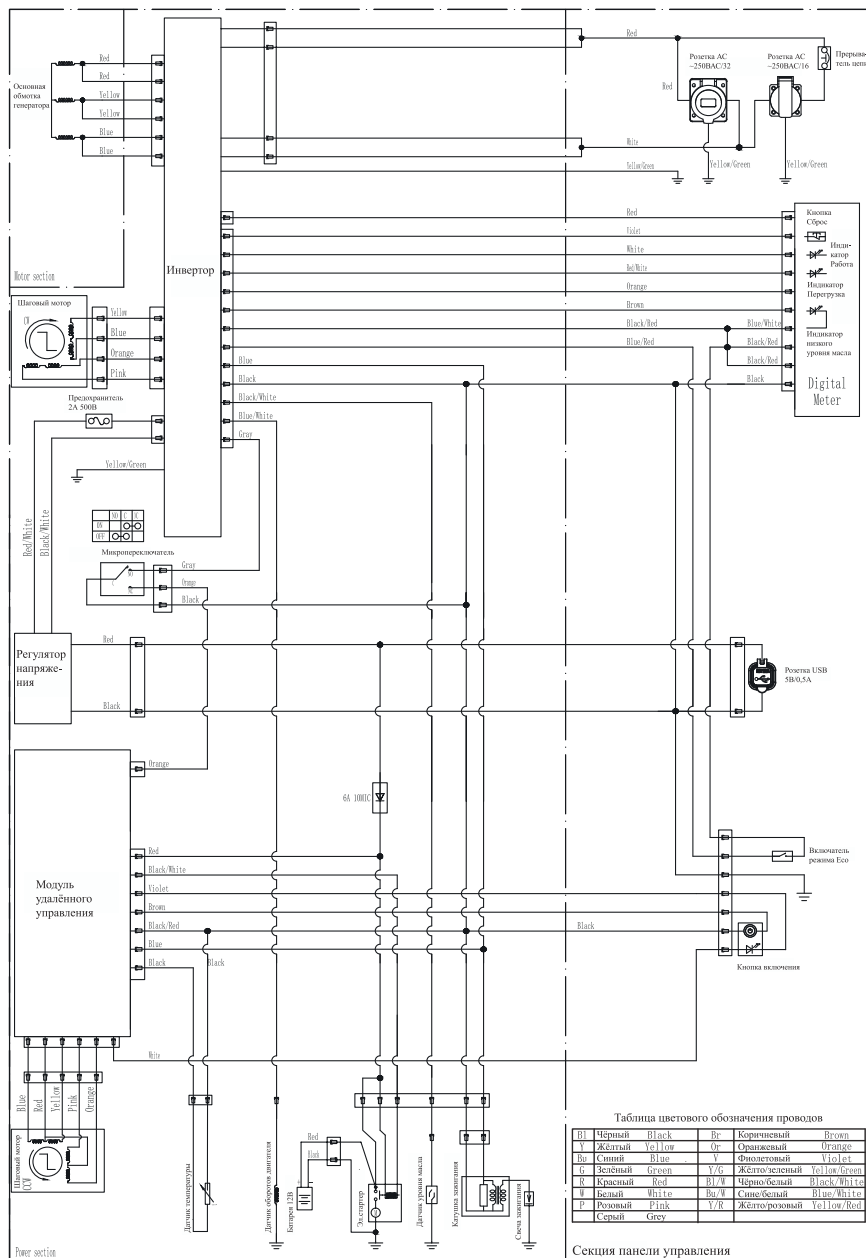 Основная
обмотка
генератора
Red
Red
Yellow
Yellow
Blue
Blue
Инвертор
Red
White
Yellow/Green
Red
Розетка AC
~250ВАС/32
Розетка AC
~250ВАС/16
Прерыва-
тель цепи
Yellow/Green
Yellow/Green
Motor section
Шаговый мотор
CW
Yellow
Blue
Orange
Pink
Предохранитель
2А 500В
Yellow/Green
Red/White
Black/White
Red
Violet
White
Red/White
Orange
Brown
Black/Red
Blue/Red
Blue
Black
Black/White
Blue/White
Gray
Blue/White
Black/Red
Black/Red
Black
Кнопка
Сброс
Инди-
катор
Работа
Индикатор
Перегрузка
Индикатор
низкого
уровня масла
Digital
Meter
NO C
ON
OFF
Микропереключатель
NO
C
Gray
Orange
Black
Регулятор
напряже-
ния
Red
Black
Розетка USB
5В/0,5А
Orange
6A 10MIC
Модуль
удалённого
управления
Red
Black/White
Violet
Brown
Black/Red
Blue
Black
Black
Black
White
Включатель
режима Eco
Кнопка включения
Blue
Red
Yellow
Pink
Orange
Шаговый мотор
CCW
Датчик температуры
Датчик оборотов двигателя
Батарея 12В
Red
Black
Эл.стартер
Датчик уровня масла
Катушка зажигания
Свеча зажигания
Power section
Таблица цветового обозначения проводов
Bl Чёрный Black Br Коричневый Brown
Y Жёлтый Yellow Or Оранжевый Orange
Bu Синий Blue V Фиолетовый Violet
G Зелёный Green Y/G Жёлто/зеленый Yellow/Green
R Красный Red Bl/W Чёрно/белый Black/White
W Белый White Bu/W Сине/белый Blue/White
P Розовый Pink Y/R Жёлто/розовый Yellow/Red
Серый Grey
Секция панели управления